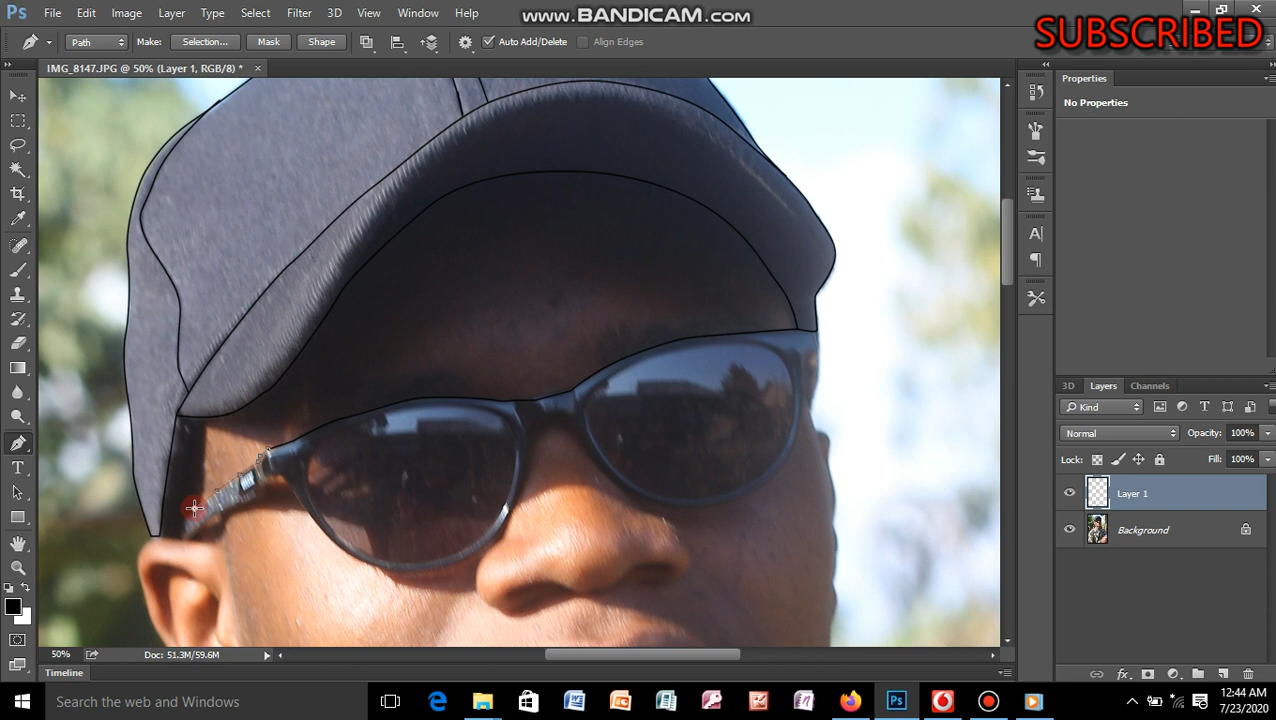 Ps File Edit Image Layer Type Select Filter 3D View Window Help
www.BANDICAM.com
SUBSCRIBED
Path Make: Selection... Mask Shape Auto Add/Delete Align Edges
IMG_8147.JPG @ 50% (Layer 1, RGB/8) * ×
Properties
No Properties
3D Layers Channels
Kind
Normal Opacity: 100%
Lock: Fill: 100%
Layer 1
Background
50% Doc: 51.3M/59.6M
Timeline
Search the web and Windows
12:44 AM
7/23/2020